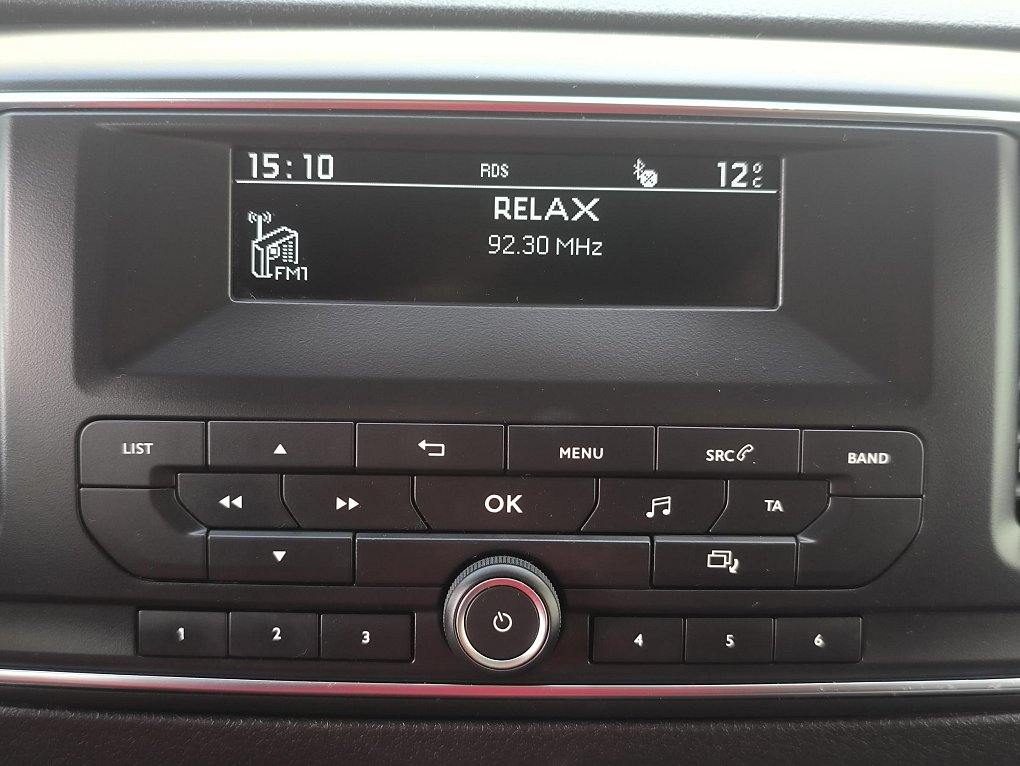 15:10 RDS 12°C
RELAX
92.30 MHz
FM1
LIST MENU SRC BAND
OK TA
1 2 3 4 5 6